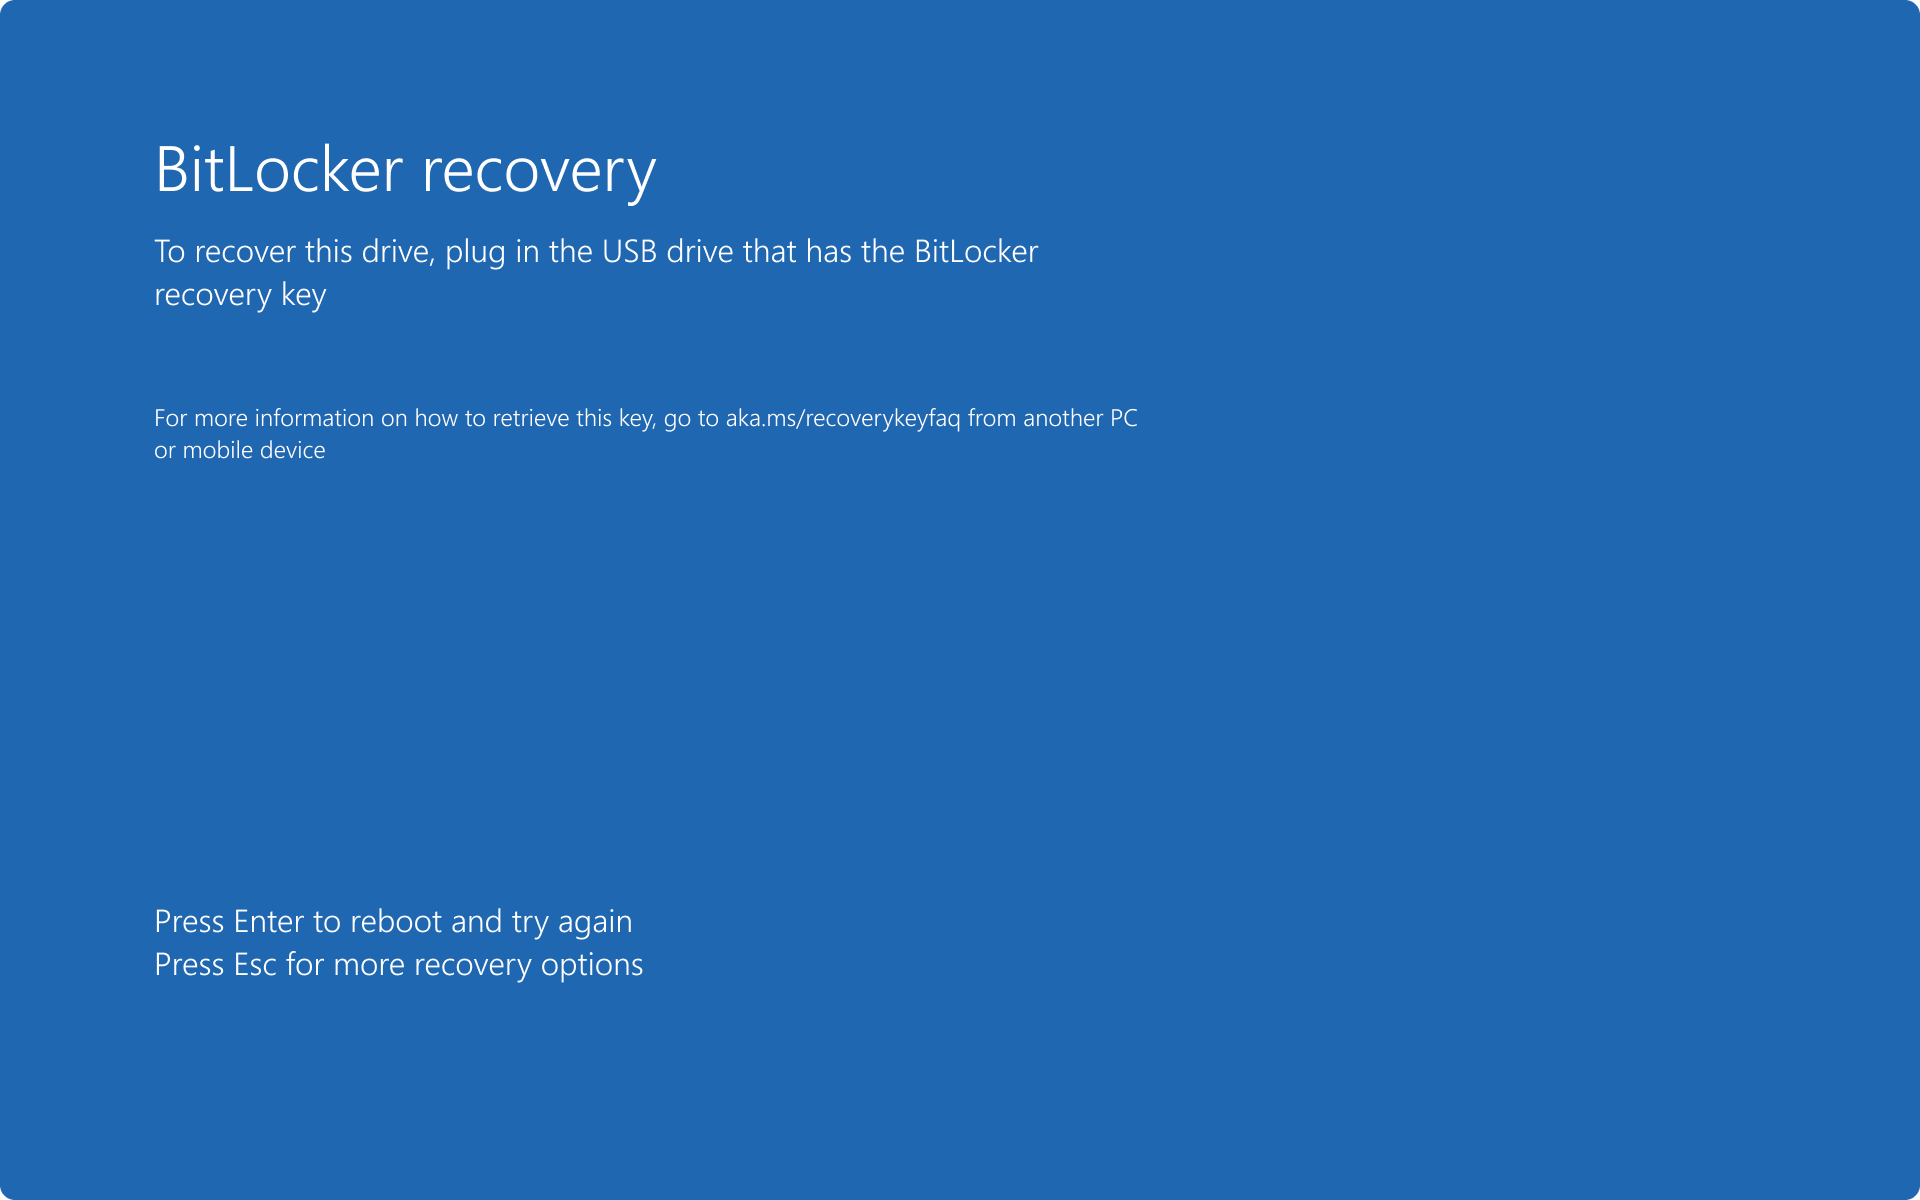 BitLocker recovery
To recover this drive, plug in the USB drive that has the BitLocker
recovery key
For more information on how to retrieve this key, go to aka.ms/recoverykeyfaq from another PC
or mobile device
Press Enter to reboot and try again
Press Esc for more recovery options